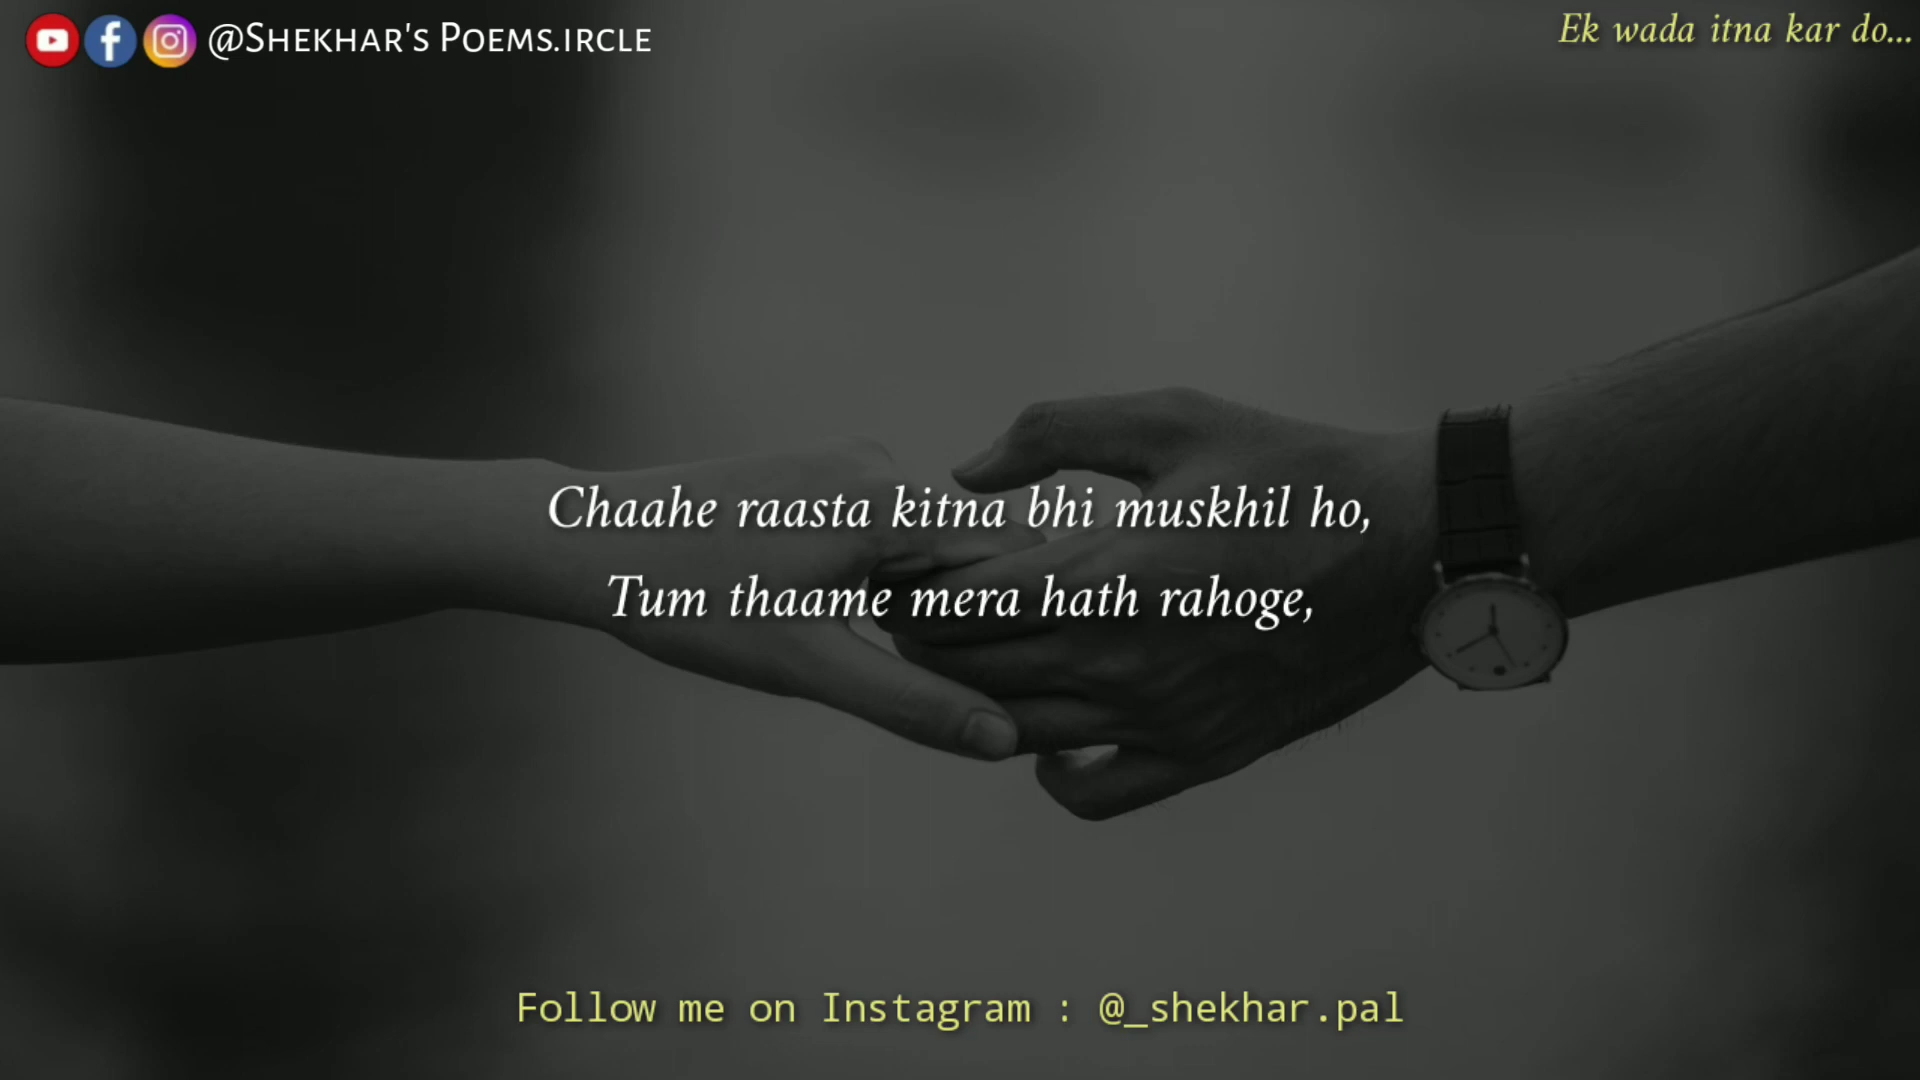 @Shekhar's Poems.ircle
Ek wada itna kar do...
Chaahe raasta kitna bhi muskhil ho,
Tum thaame mera hath rahoge,
Follow me on Instagram : @_shekhar.pal